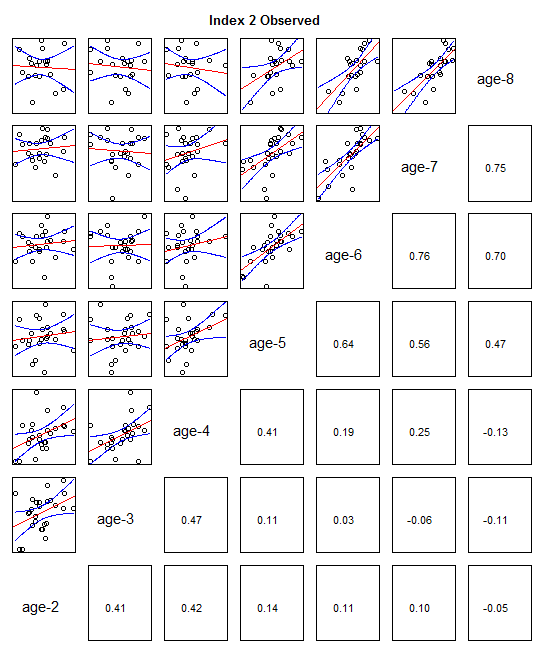 Index 2 Observed
age-8
age-7 0.75
age-6 0.76 0.70
age-5 0.64 0.56 0.47
age-4 0.41 0.19 0.25 -0.13
age-3 0.47 0.11 0.03 -0.06 -0.11
age-2 0.41 0.42 0.14 0.11 0.10 -0.05